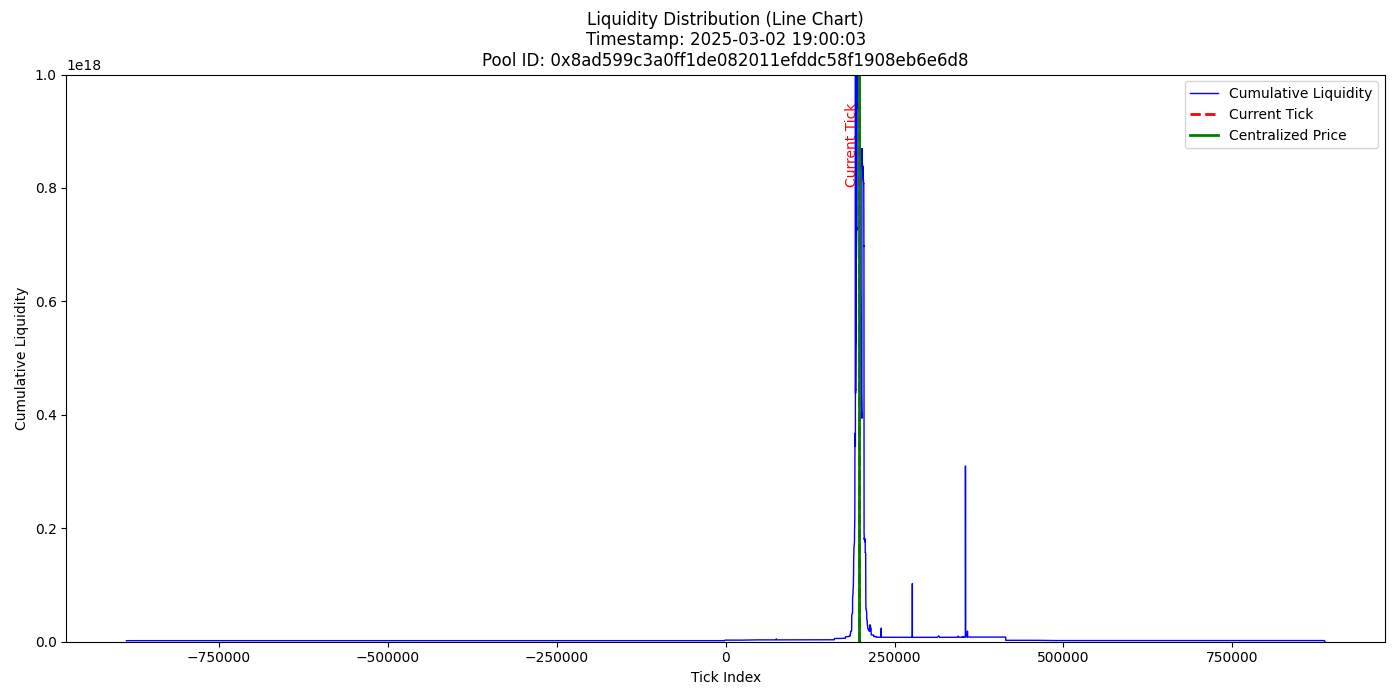 Liquidity Distribution (Line Chart)
Timestamp: 2025-03-02 19:00:03
Pool ID: 0x8ad599c3a0ff1de082011efddc58f1908eb6e6d8
1e18
1.0
0.8
0.6
0.4
0.2
0.0
Cumulative Liquidity
Current Tick
Cumulative Liquidity
Current Tick
Centralized Price
−750000
−500000
−250000
0
250000
500000
750000
Tick Index